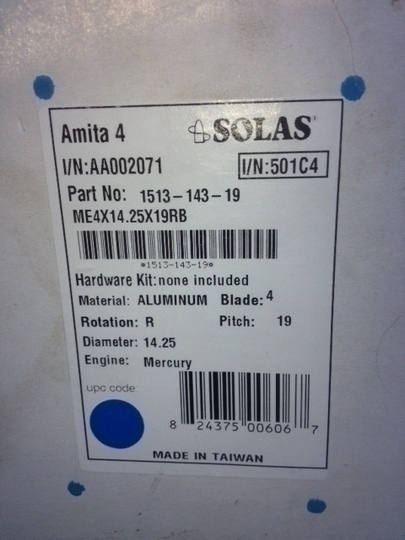 Amita 4 SOLAS
I/N:AA002071 I/N:501C4
Part No: 1513-143-19
ME4X14.25X19RB
*1513-143-19*
Hardware Kit:none included
Material: ALUMINUM Blade:4
Rotation: R Pitch: 19
Diameter: 14.25
Engine: Mercury
upc code:
8 24375 00606 7
MADE IN TAIWAN